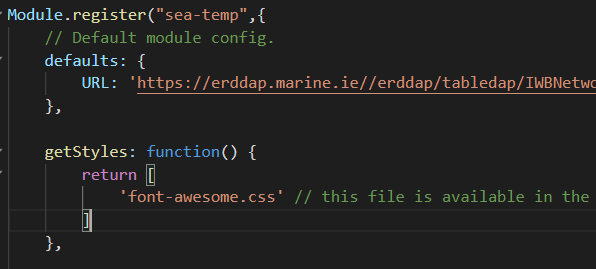 Module.register("sea-temp",{
// Default module config.
defaults: {
URL: 'https://erddap.marine.ie//erddap/tabledap/IWBNetwo
},
getStyles: function() {
return [
'font-awesome.css' // this file is available in the
]
},